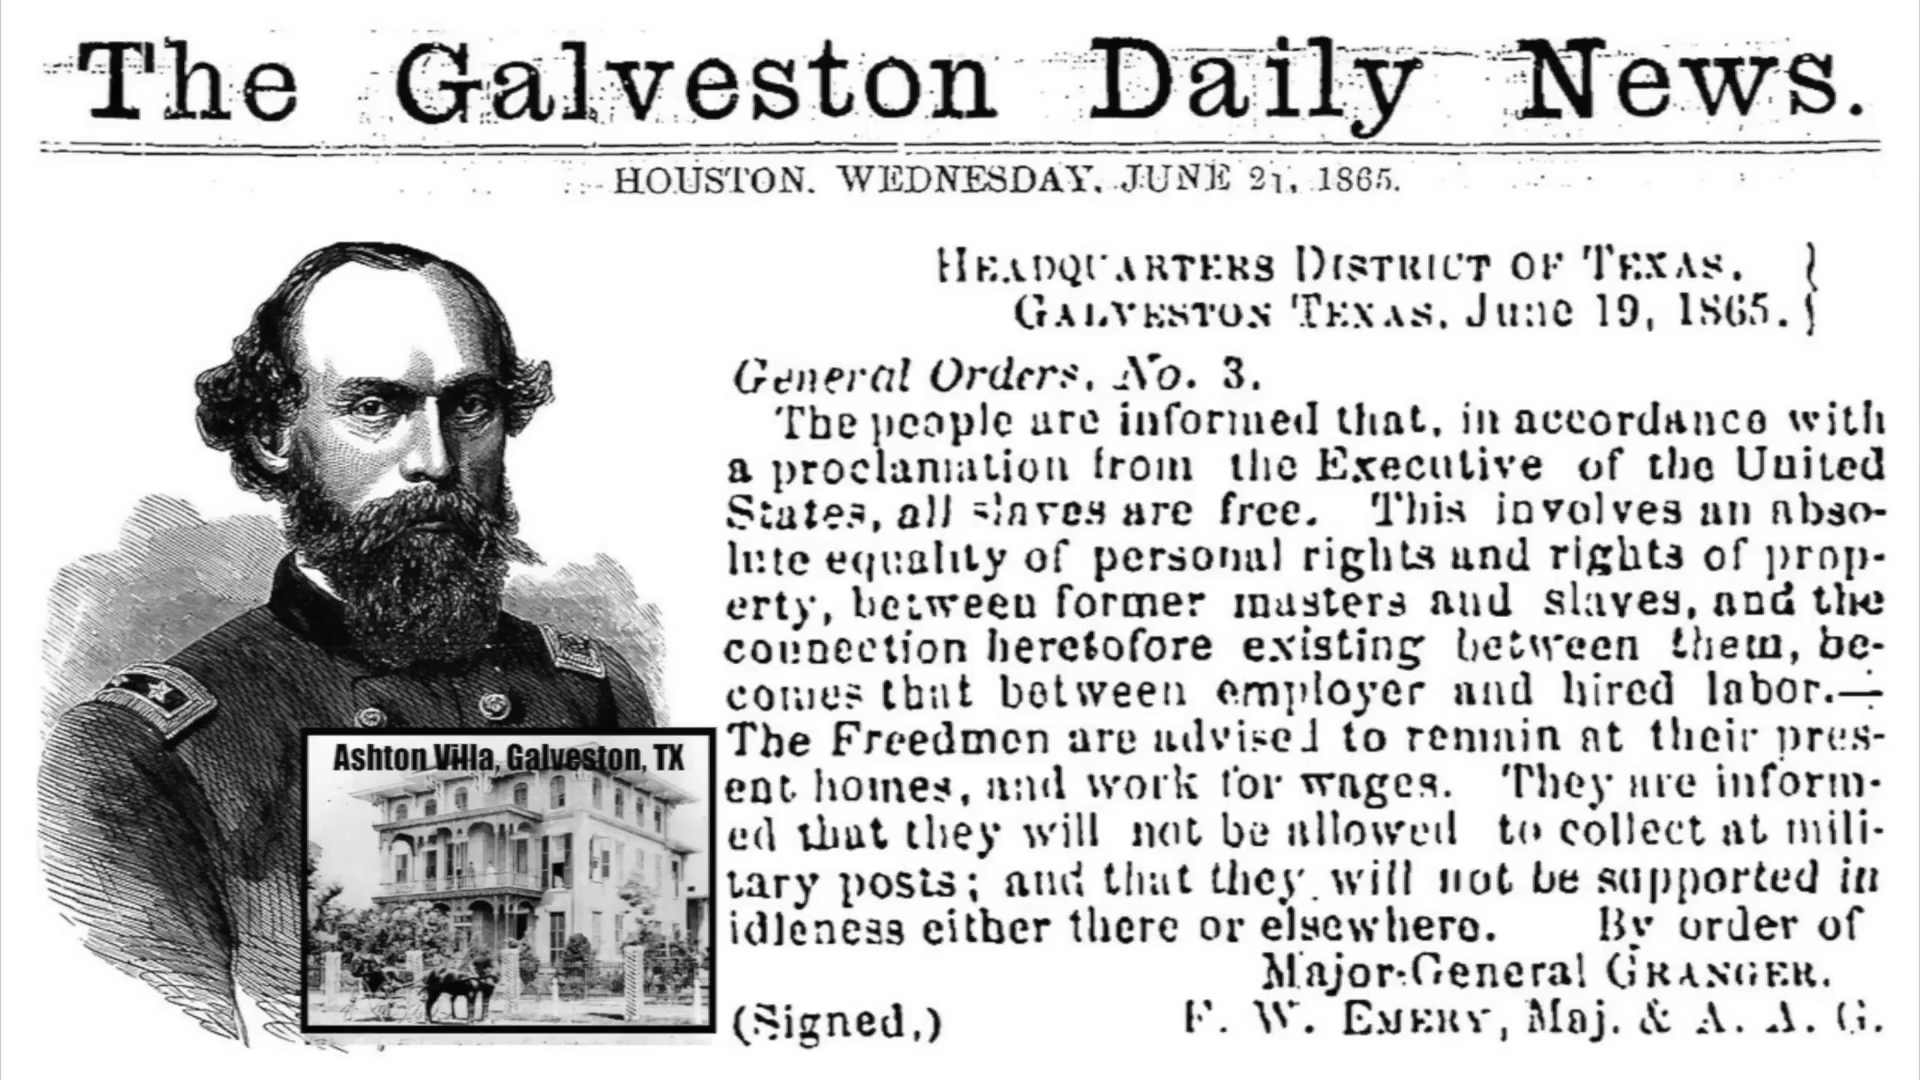 The Galveston Daily News.
HOUSTON. WEDNESDAY, JUNE 21, 1865.
HEADQUARTERS DISTRICT OF TEXAS, }
GALVESTON TEXAS, June 19, 1865. }
General Orders, No. 3.
The people are informed that, in accordance with
a proclamation from the Executive of the United
States, all slaves are free. This involves an abso-
lute equality of personal rights and rights of prop-
erty, between former masters and slaves, and the
connection heretofore existing between them, be-
comes that between employer and hired labor.—
The Freedmen are advised to remain at their pres-
ent homes, and work for wages. They are inform-
ed that they will not be allowed to collect at mili-
tary posts; and that they will not be supported in
idleness either there or elsewhere. By order of
Major-General GRANGER.
(Signed,) F. W. EMERY, Maj. & A. A. G.
Ashton Villa, Galveston, TX